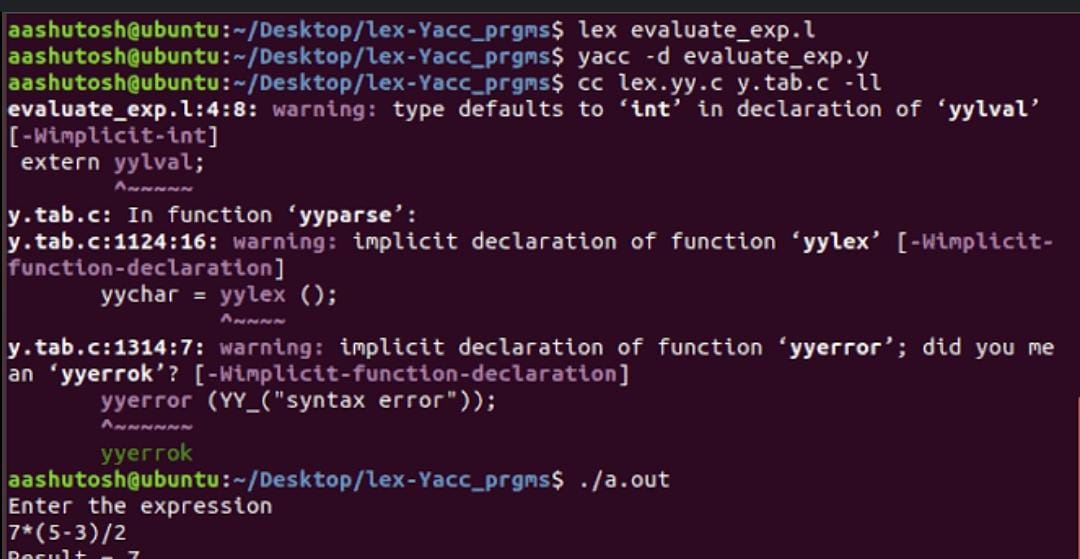 aashutosh@ubuntu:~/Desktop/lex-Yacc_prgms$ lex evaluate_exp.l
aashutosh@ubuntu:~/Desktop/lex-Yacc_prgms$ yacc -d evaluate_exp.y
aashutosh@ubuntu:~/Desktop/lex-Yacc_prgms$ cc lex.yy.c y.tab.c -ll
evaluate_exp.l:4:8: warning: type defaults to ‘int’ in declaration of ‘yylval’
[-Wimplicit-int]
 extern yylval;
        ^~~~~~
y.tab.c: In function ‘yyparse’:
y.tab.c:1124:16: warning: implicit declaration of function ‘yylex’ [-Wimplicit-
function-declaration]
       yychar = yylex ();
                ^~~~~
y.tab.c:1314:7: warning: implicit declaration of function ‘yyerror’; did you me
an ‘yyerrok’? [-Wimplicit-function-declaration]
       yyerror (YY_("syntax error"));
       ^~~~~~~
       yyerrok
aashutosh@ubuntu:~/Desktop/lex-Yacc_prgms$ ./a.out
Enter the expression
7*(5-3)/2
Result = 7